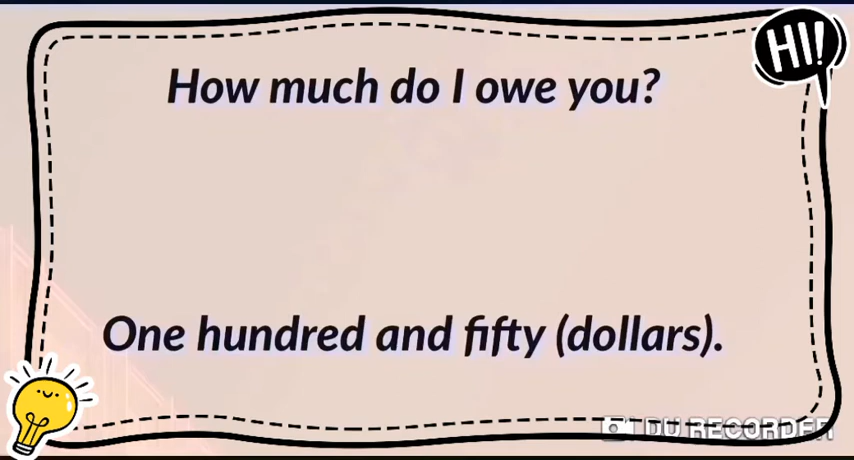 HI!
How much do I owe you?
One hundred and fifty (dollars).
DU RECORDER